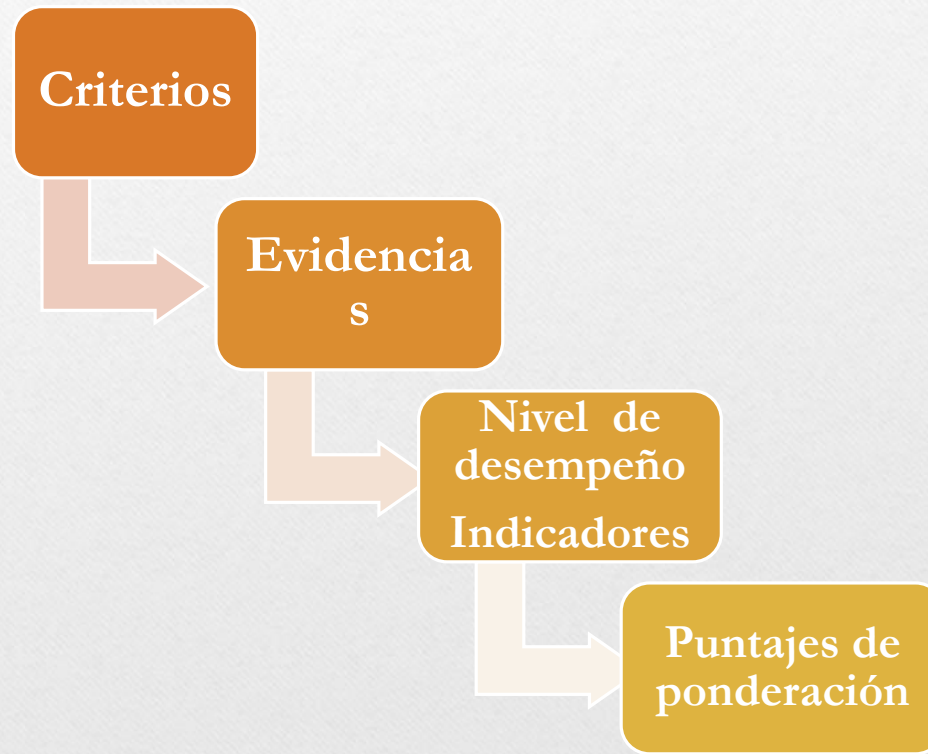 Criterios
Evidencia
s
Nivel de
desempeño
Indicadores
Puntajes de
ponderación